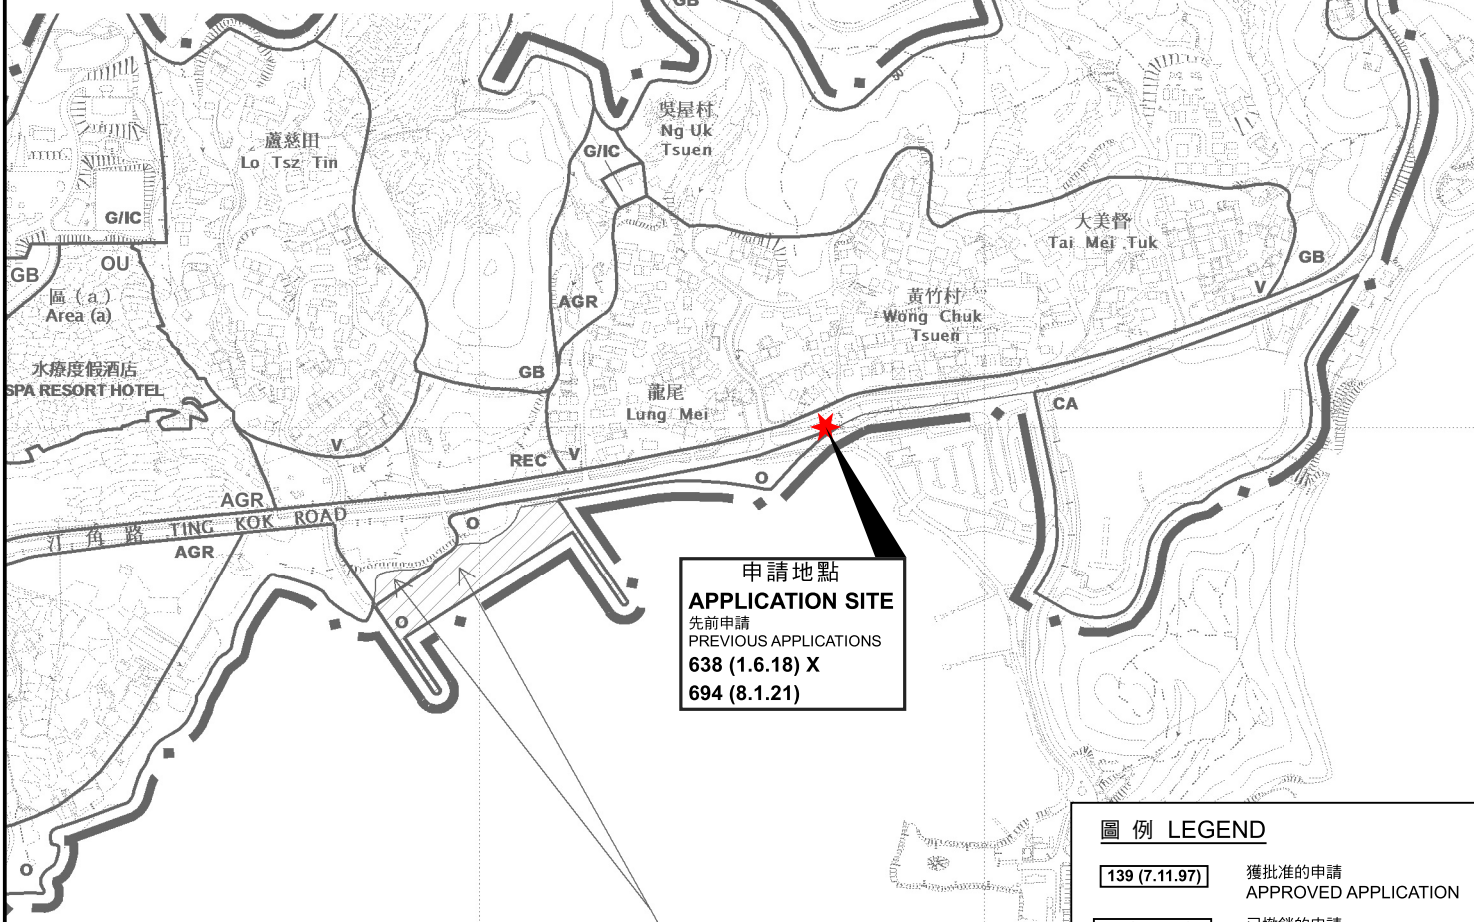 GB
吳屋村
Ng Uk
Tsuen
蘆慈田
Lo Tsz Tin
G/IC
G/IC
大美督
Tai Mei Tuk
GB
OU
GB
區 (a)
Area (a)
AGR
V
黃竹村
Wong Chuk
Tsuen
水療度假酒店
SPA RESORT HOTEL
GB
龍尾
Lung Mei
CA
V
REC
V
O
AGR
汀角路 TING KOK ROAD
O
AGR
O
申請地點
APPLICATION SITE
先前申請
PREVIOUS APPLICATIONS
638 (1.6.18) X
694 (8.1.21)
圖例 LEGEND
139 (7.11.97)
獲批准的申請
APPROVED APPLICATION
O